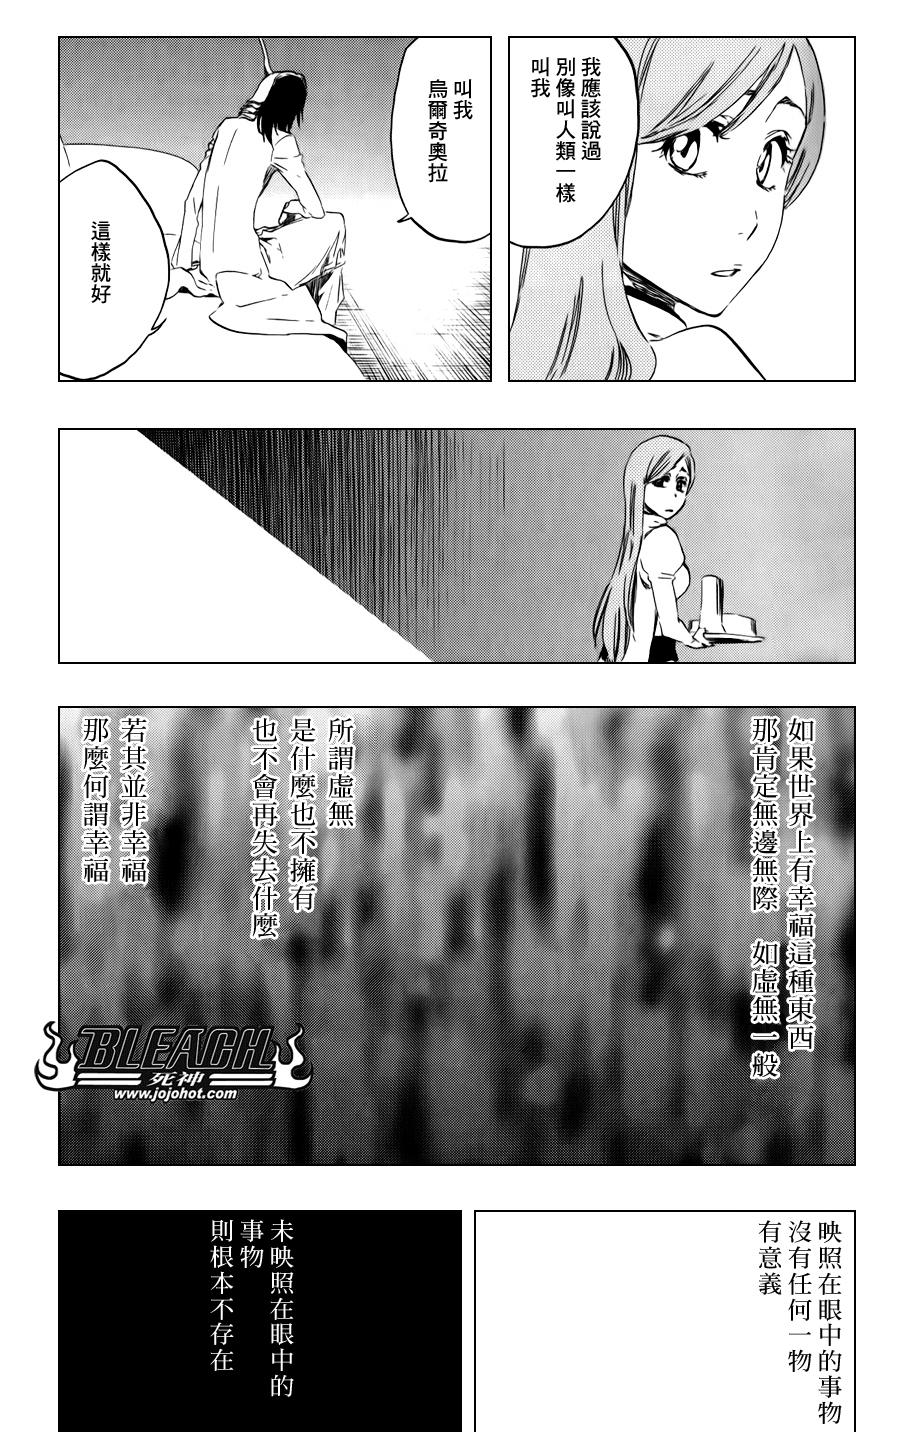 我應該說過
別像叫人類一樣
叫我
叫我
烏爾奇奧拉
這樣就好
如果世界上有幸福這種東西
那肯定無邊無際　如虛無一般
所謂虛無
是什麼也不擁有
也不會再失去什麼
若其並非幸福
那麼何謂幸福
BLEACH
死神
www.jojohot.com
映照在眼中的事物
沒有任何一物
有意義
未映照在眼中的
事物
則根本不存在